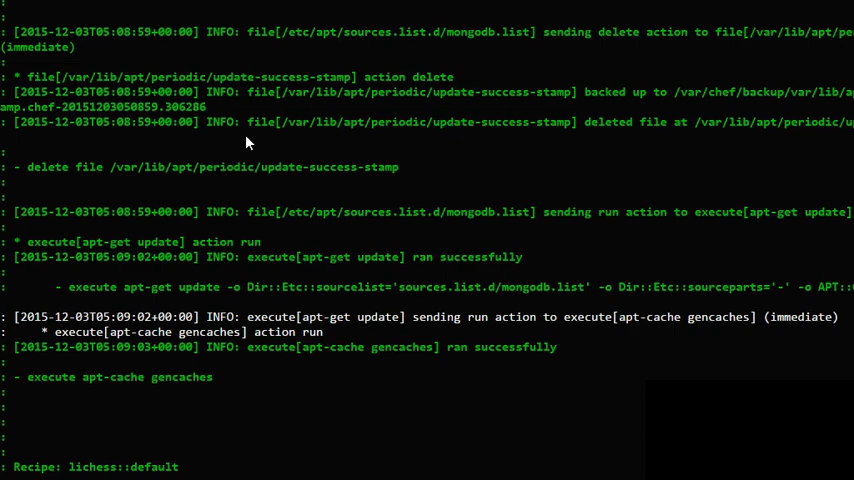 :
:
: [2015-12-03T05:08:59+00:00] INFO: file[/etc/apt/sources.list.d/mongodb.list] sending delete action to file[/var/lib/apt/pe
(immediate)
:
: * file[/var/lib/apt/periodic/update-success-stamp] action delete
: [2015-12-03T05:08:59+00:00] INFO: file[/var/lib/apt/periodic/update-success-stamp] backed up to /var/chef/backup/var/lib/a
amp.chef-20151203050859.306286
: [2015-12-03T05:08:59+00:00] INFO: file[/var/lib/apt/periodic/update-success-stamp] deleted file at /var/lib/apt/periodic/u
:
: - delete file /var/lib/apt/periodic/update-success-stamp
:
:
: [2015-12-03T05:08:59+00:00] INFO: file[/etc/apt/sources.list.d/mongodb.list] sending run action to execute[apt-get update]
:
: * execute[apt-get update] action run
: [2015-12-03T05:09:02+00:00] INFO: execute[apt-get update] ran successfully
:
: - execute apt-get update -o Dir::Etc::sourcelist='sources.list.d/mongodb.list' -o Dir::Etc::sourceparts='-' -o APT::G
:
: [2015-12-03T05:09:02+00:00] INFO: execute[apt-get update] sending run action to execute[apt-cache gencaches] (immediate)
: * execute[apt-cache gencaches] action run
: [2015-12-03T05:09:03+00:00] INFO: execute[apt-cache gencaches] ran successfully
:
: - execute apt-cache gencaches
:
:
:
:
:
: Recipe: lichess::default